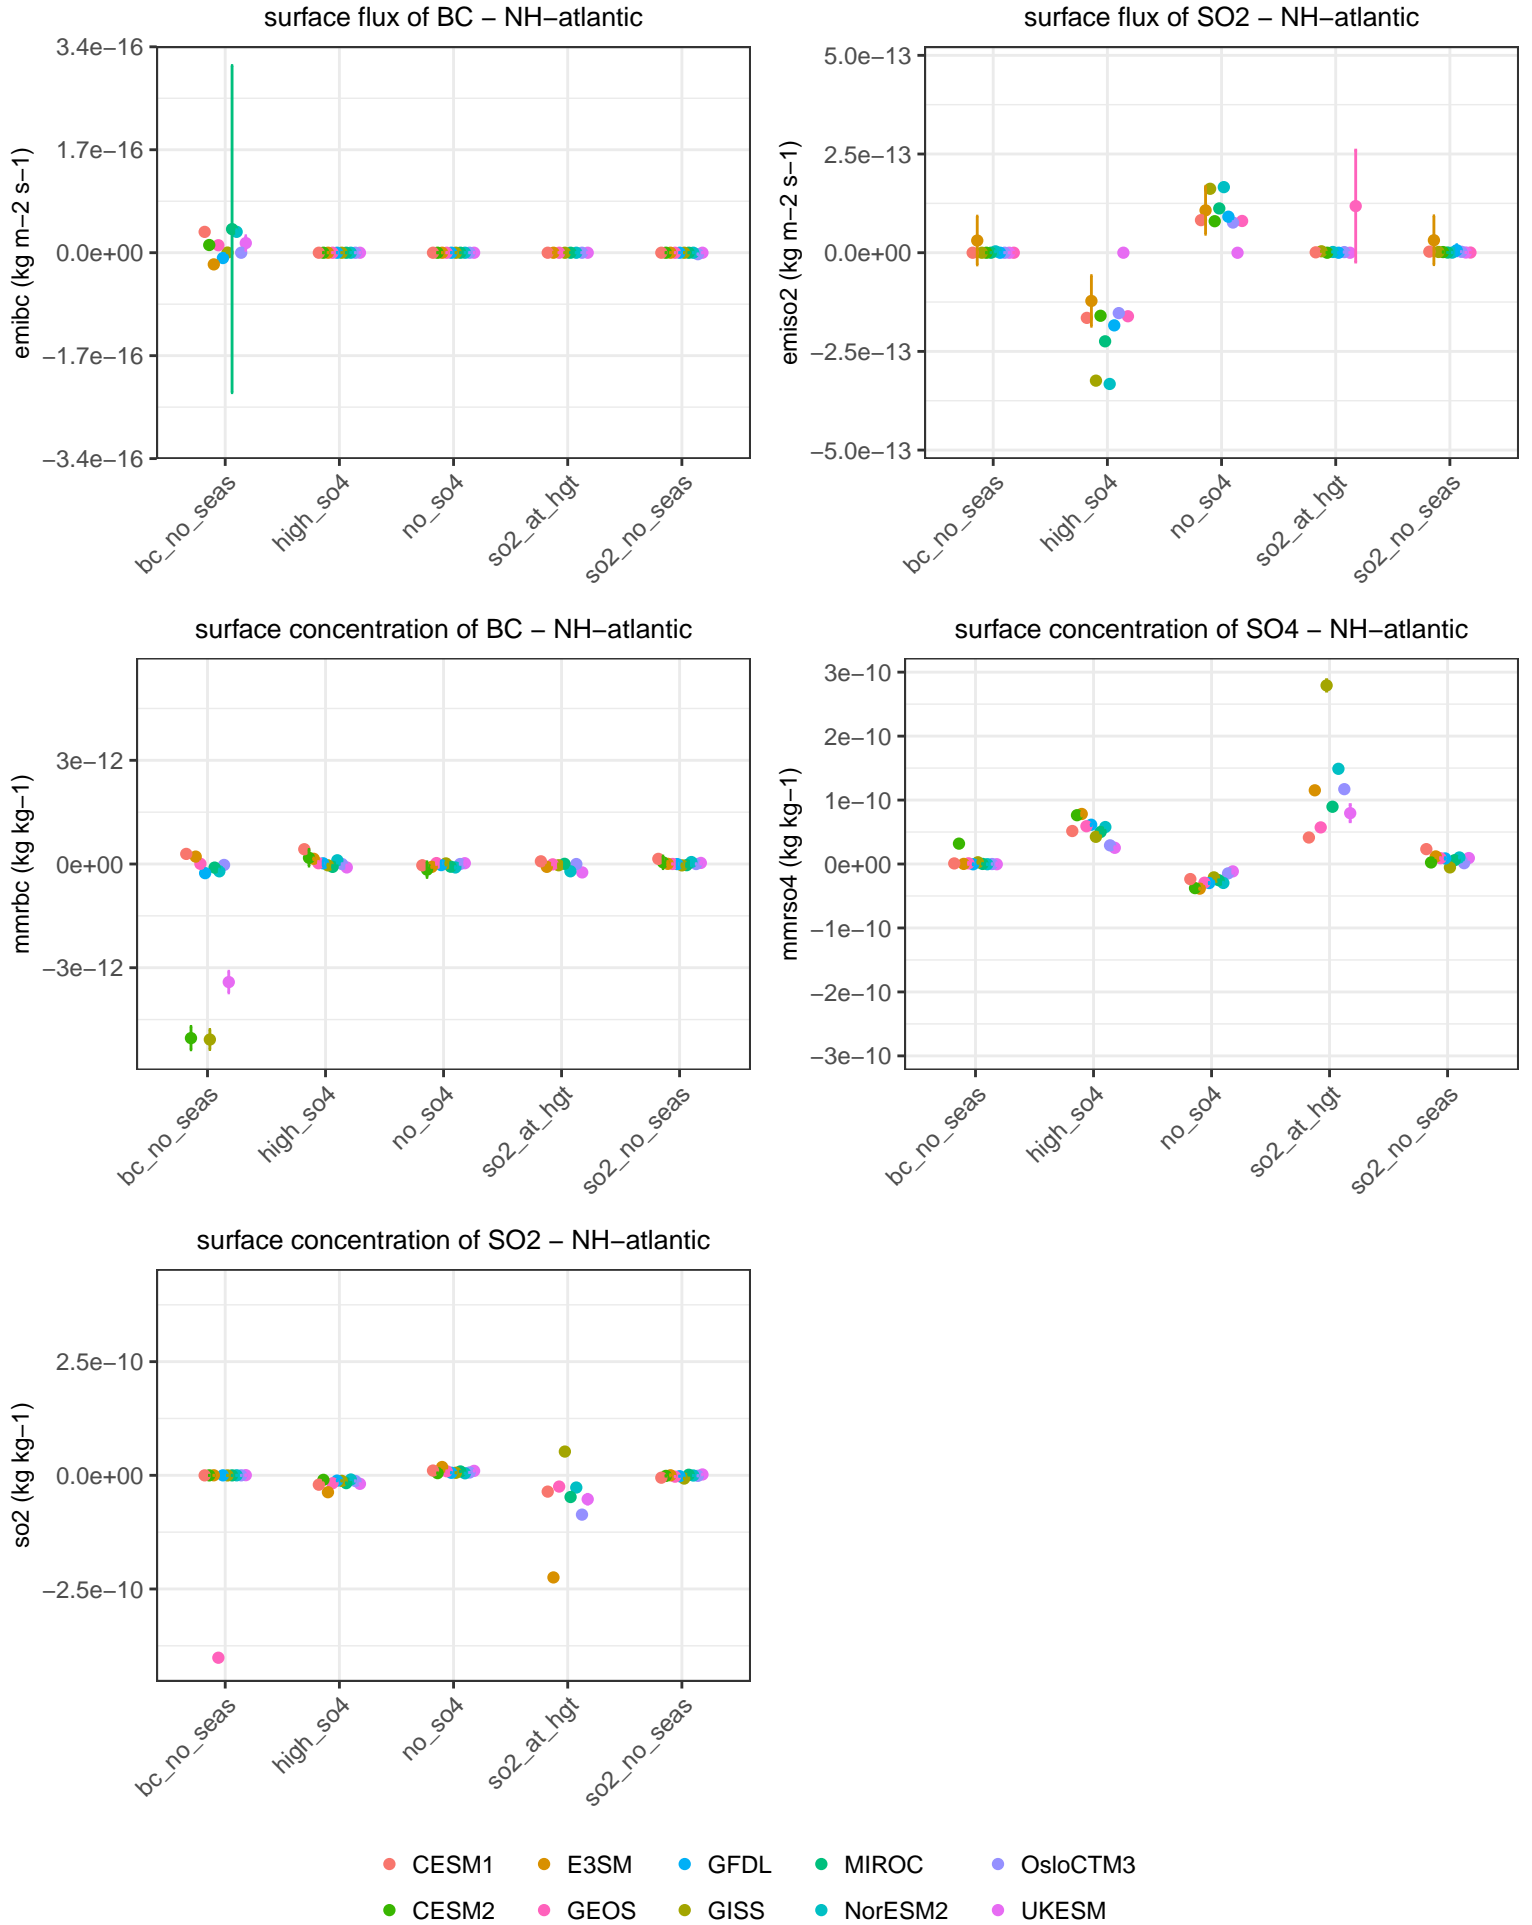 surface flux of BC − NH−atlantic
3.4e−16
1.7e−16
0.0e+00
−1.7e−16
−3.4e−16
emibc (kg m−2 s−1)
bc_no_seas
high_so4
no_so4
so2_at_hgt
so2_no_seas
surface flux of SO2 − NH−atlantic
5.0e−13
2.5e−13
0.0e+00
−2.5e−13
−5.0e−13
emiso2 (kg m−2 s−1)
bc_no_seas
high_so4
no_so4
so2_at_hgt
so2_no_seas
surface concentration of BC − NH−atlantic
3e−12
0e+00
−3e−12
mmrbc (kg kg−1)
bc_no_seas
high_so4
no_so4
so2_at_hgt
so2_no_seas
surface concentration of SO4 − NH−atlantic
3e−10
2e−10
1e−10
0e+00
−1e−10
−2e−10
−3e−10
mmrso4 (kg kg−1)
bc_no_seas
high_so4
no_so4
so2_at_hgt
so2_no_seas
surface concentration of SO2 − NH−atlantic
2.5e−10
0.0e+00
−2.5e−10
so2 (kg kg−1)
bc_no_seas
high_so4
no_so4
so2_at_hgt
so2_no_seas
CESM1 E3SM GFDL MIROC OsloCTM3
CESM2 GEOS GISS NorESM2 UKESM